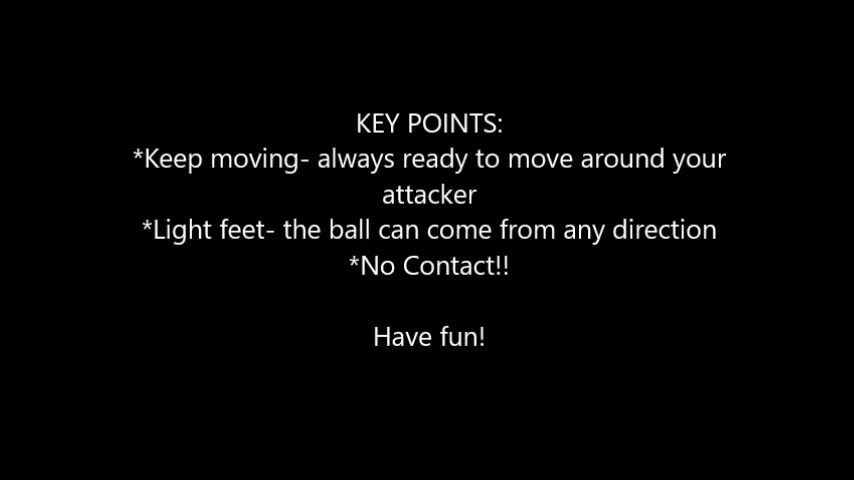 KEY POINTS:
*Keep moving- always ready to move around your
attacker
*Light feet- the ball can come from any direction
*No Contact!!
Have fun!